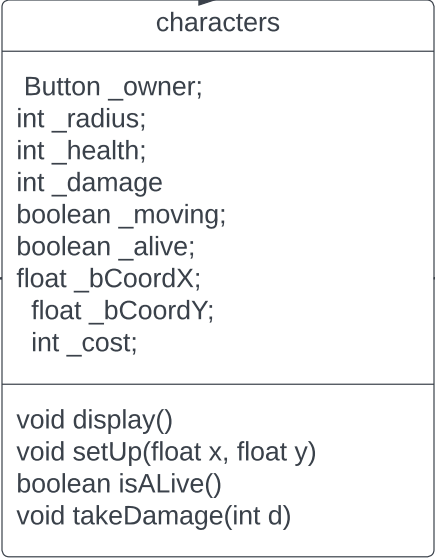 characters
Button _owner;
int _radius;
int _health;
int _damage
boolean _moving;
boolean _alive;
float _bCoordX;
float _bCoordY;
int _cost;
void display()
void setUp(float x, float y)
boolean isALive()
void takeDamage(int d)